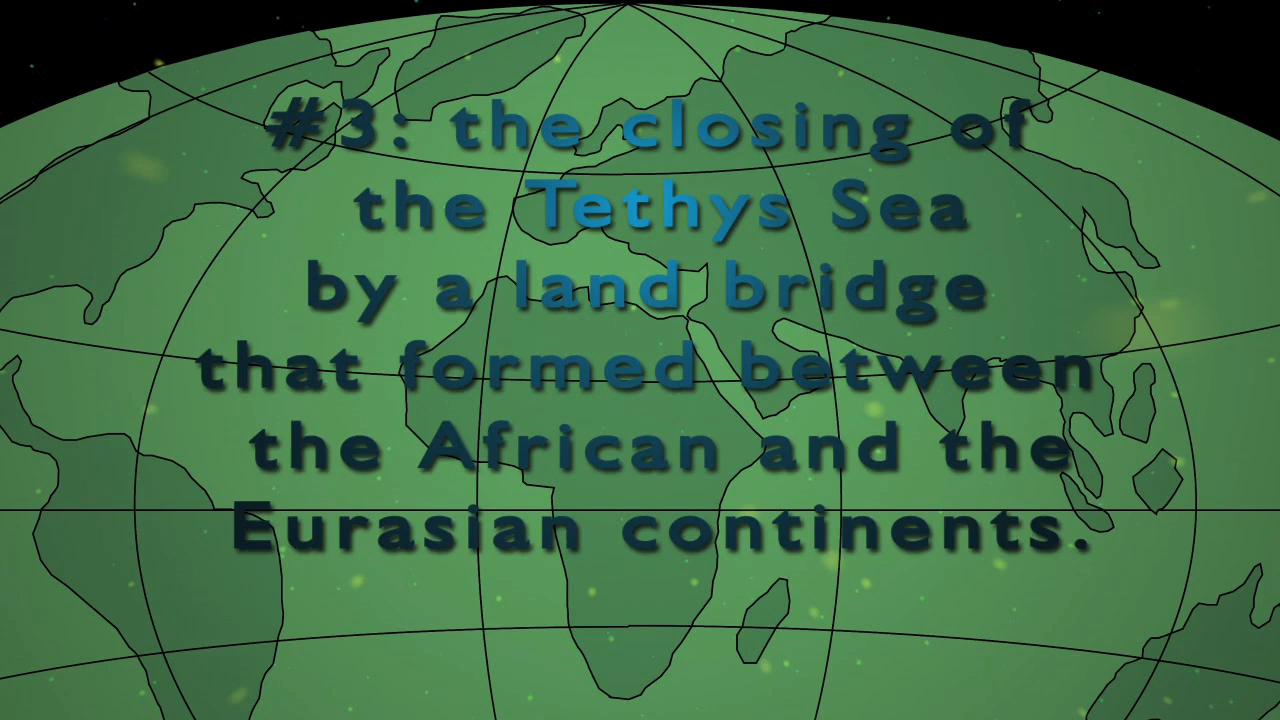 #3: the closing of
the Tethys Sea
by a land bridge
that formed between
the African and the
Eurasian continents.